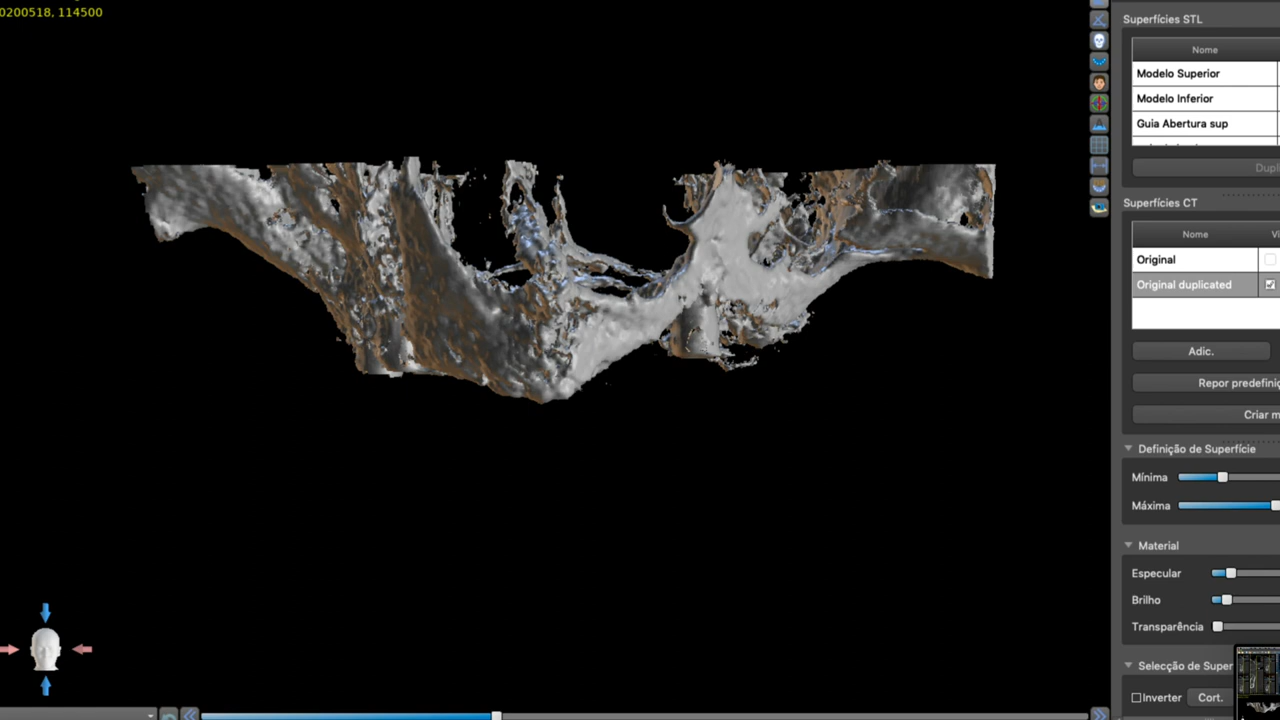 0200518, 114500
Superfícies STL
Nome
Modelo Superior
Modelo Inferior
Guia Abertura sup
Superfícies CT
Nome
Original
Original duplicated
Adic.
Criar
Definição de Superfície
Mínima
Máxima
Material
Especular
Brilho
Transparência
Inverter Cort.